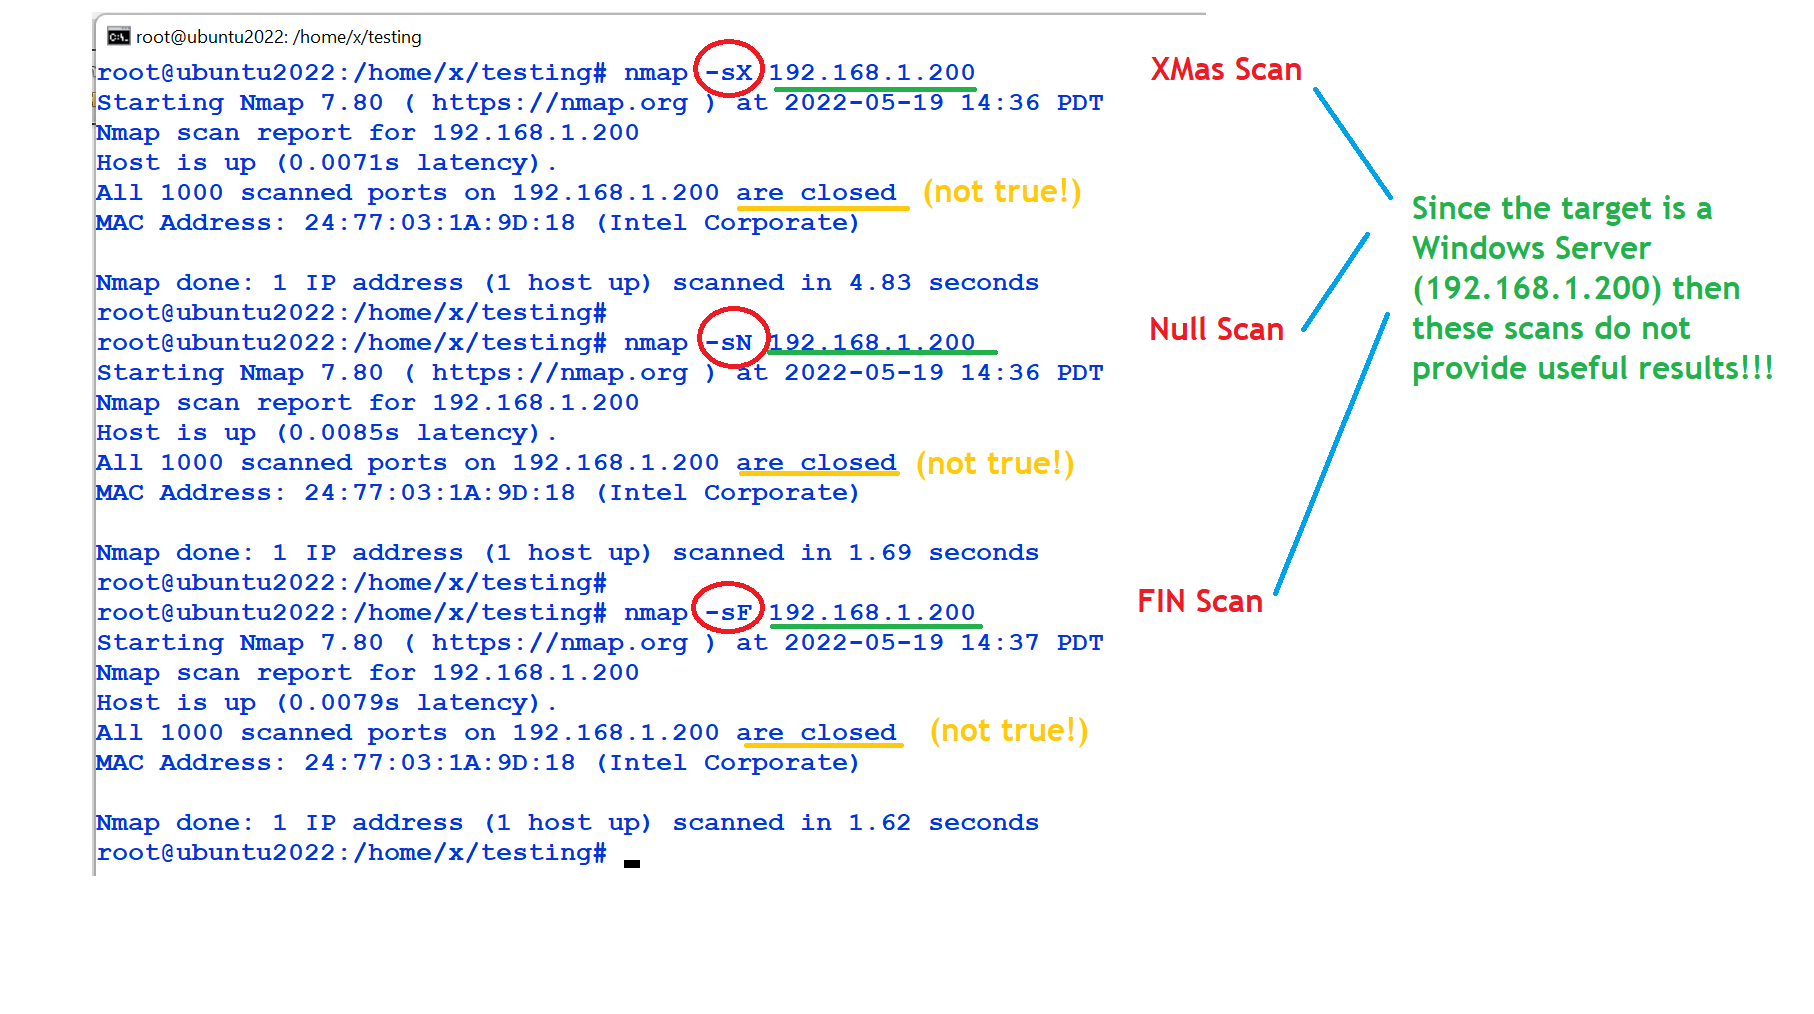 root@ubuntu2022: /home/x/testing
root@ubuntu2022:/home/x/testing# nmap -sX 192.168.1.200
Starting Nmap 7.80 ( https://nmap.org ) at 2022-05-19 14:36 PDT
Nmap scan report for 192.168.1.200
Host is up (0.0071s latency).
All 1000 scanned ports on 192.168.1.200 are closed (not true!)
MAC Address: 24:77:03:1A:9D:18 (Intel Corporate)
Nmap done: 1 IP address (1 host up) scanned in 4.83 seconds
root@ubuntu2022:/home/x/testing#
root@ubuntu2022:/home/x/testing# nmap -sN 192.168.1.200
Starting Nmap 7.80 ( https://nmap.org ) at 2022-05-19 14:36 PDT
Nmap scan report for 192.168.1.200
Host is up (0.0085s latency).
All 1000 scanned ports on 192.168.1.200 are closed (not true!)
MAC Address: 24:77:03:1A:9D:18 (Intel Corporate)
Nmap done: 1 IP address (1 host up) scanned in 1.69 seconds
root@ubuntu2022:/home/x/testing#
root@ubuntu2022:/home/x/testing# nmap -sF 192.168.1.200
Starting Nmap 7.80 ( https://nmap.org ) at 2022-05-19 14:37 PDT
Nmap scan report for 192.168.1.200
Host is up (0.0079s latency).
All 1000 scanned ports on 192.168.1.200 are closed (not true!)
MAC Address: 24:77:03:1A:9D:18 (Intel Corporate)
Nmap done: 1 IP address (1 host up) scanned in 1.62 seconds
root@ubuntu2022:/home/x/testing#
XMas Scan
Null Scan
FIN Scan
Since the target is a
Windows Server
(192.168.1.200) then
these scans do not
provide useful results!!!